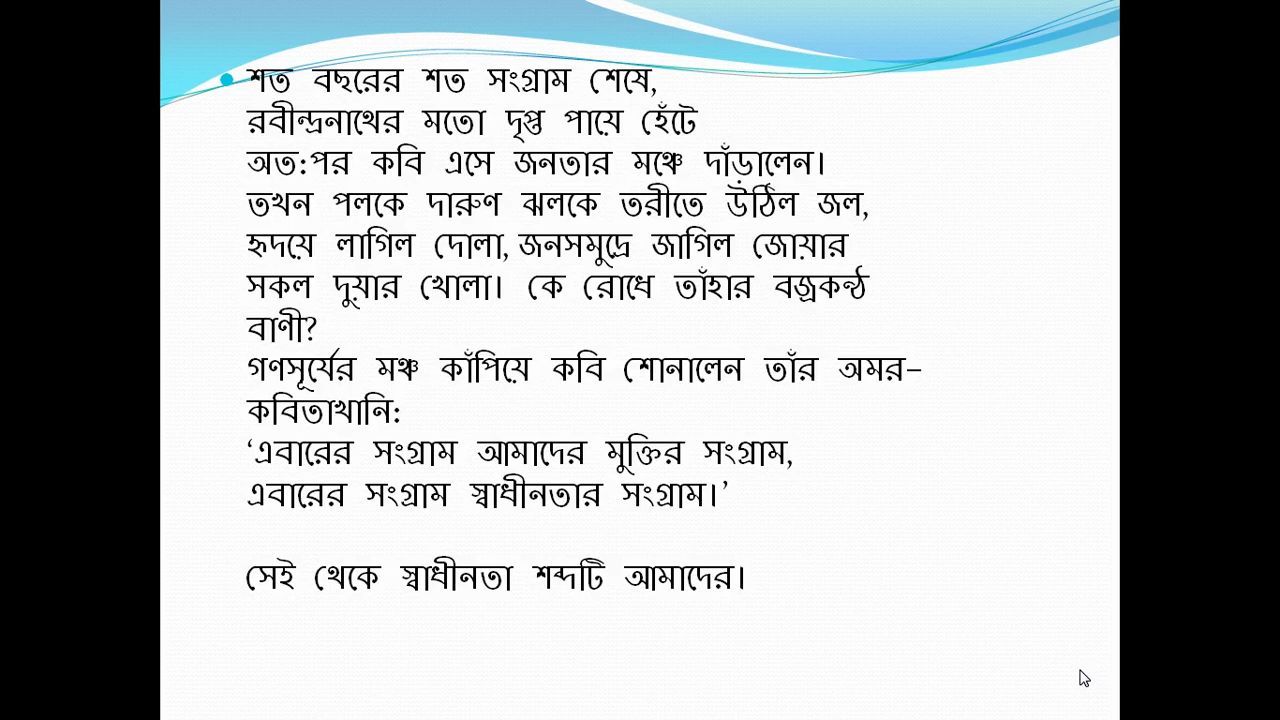 শত বছরের শত সংগ্রাম শেষে,
রবীন্দ্রনাথের মতো দৃপ্ত পায়ে হেঁটে
অত:পর কবি এসে জনতার মঞ্চে দাঁড়ালেন।
তখন পলকে দারুণ ঝলকে তরীতে উঠিল জল,
হৃদয়ে লাগিল দোলা, জনসমুদ্রে জাগিল জোয়ার
সকল দুয়ার খোলা। কে রোধে তাঁহার বজ্রকন্ঠ
বাণী?
গণসূর্যের মঞ্চ কাঁপিয়ে কবি শোনালেন তাঁর অমর–
কবিতাখানি:
‘এবারের সংগ্রাম আমাদের মুক্তির সংগ্রাম,
এবারের সংগ্রাম স্বাধীনতার সংগ্রাম।’
সেই থেকে স্বাধীনতা শব্দটি আমাদের।